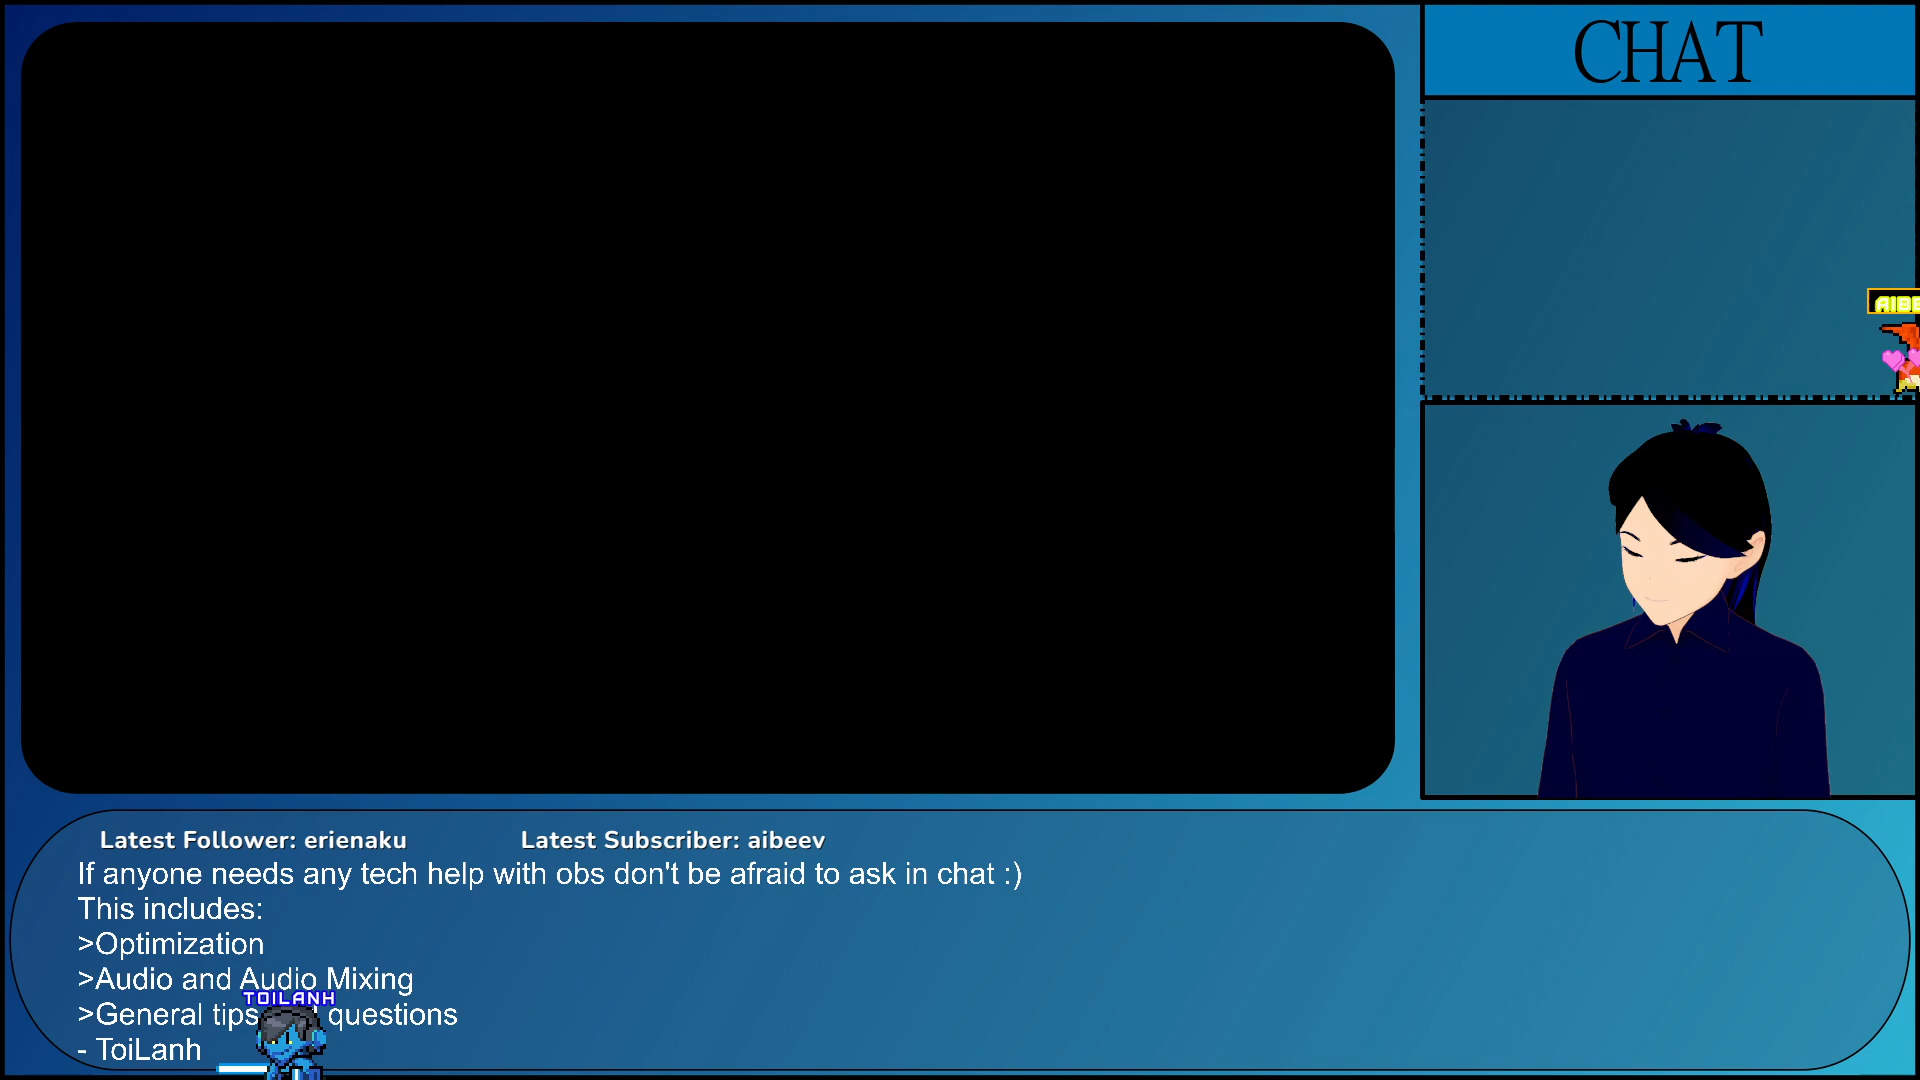 CHAT
AIBE
Latest Follower: erienaku
Latest Subscriber: aibeev
If anyone needs any tech help with obs don't be afraid to ask in chat :)
This includes:
>Optimization
>Audio and Audio Mixing
TOILANH
>General tips questions
- ToiLanh